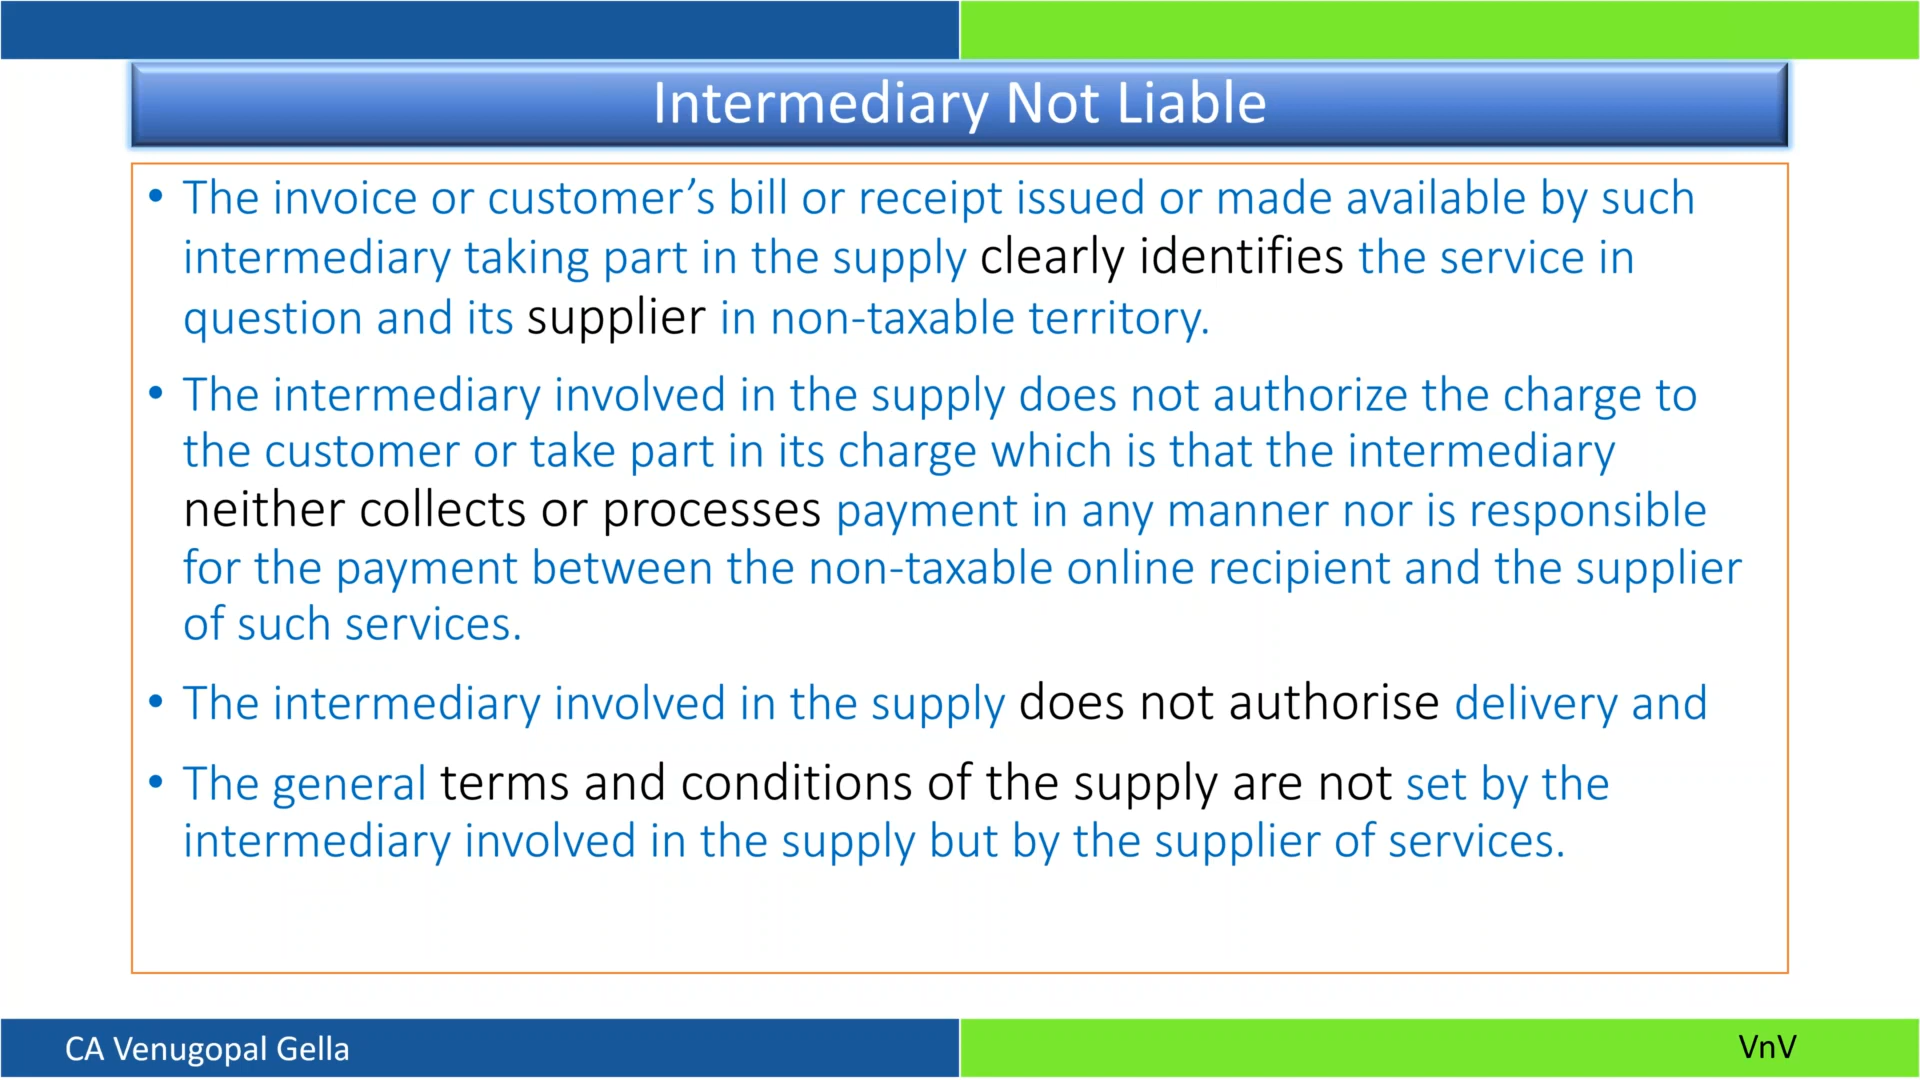 Intermediary Not Liable
• The invoice or customer’s bill or receipt issued or made available by such
intermediary taking part in the supply clearly identifies the service in
question and its supplier in non-taxable territory.
• The intermediary involved in the supply does not authorize the charge to
the customer or take part in its charge which is that the intermediary
neither collects or processes payment in any manner nor is responsible
for the payment between the non-taxable online recipient and the supplier
of such services.
• The intermediary involved in the supply does not authorise delivery and
• The general terms and conditions of the supply are not set by the
intermediary involved in the supply but by the supplier of services.
CA Venugopal Gella
VnV